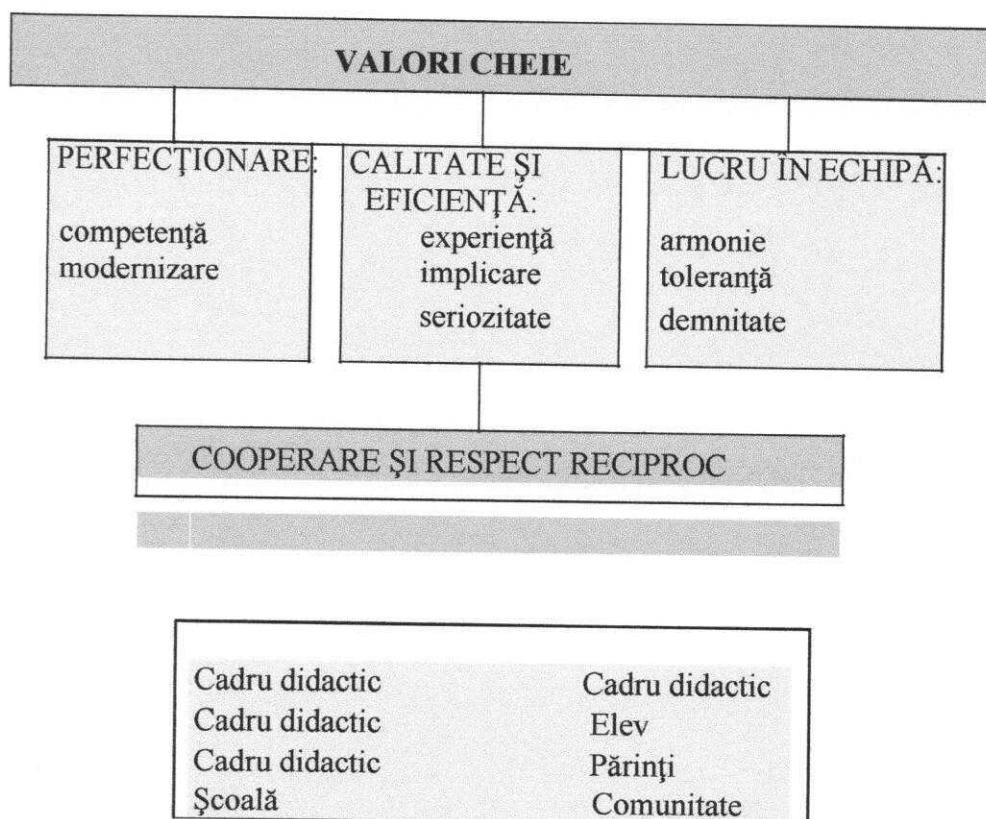 VALORI CHEIE
PERFECŢIONARE:
competenţă
modernizare
CALITATE ŞI
EFICIENŢĂ:
experienţă
implicare
seriozitate
LUCRU ÎN ECHIPĂ:
armonie
toleranţă
demnitate
COOPERARE ŞI RESPECT RECIPROC
Cadru didactic Cadru didactic
Cadru didactic Elev
Cadru didactic Părinţi
Şcoală Comunitate